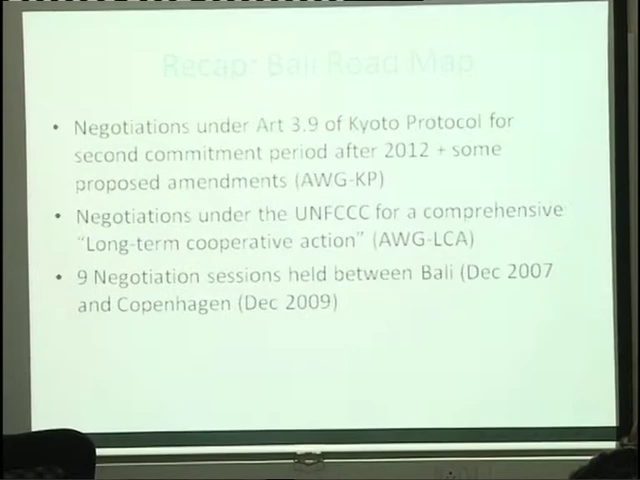 Recap: Bali Road Map
• Negotiations under Art 3.9 of Kyoto Protocol for
second commitment period after 2012 + some
proposed amendments (AWG-KP)
• Negotiations under the UNFCCC for a comprehensive
“Long-term cooperative action” (AWG-LCA)
• 9 Negotiation sessions held between Bali (Dec 2007
and Copenhagen (Dec 2009)